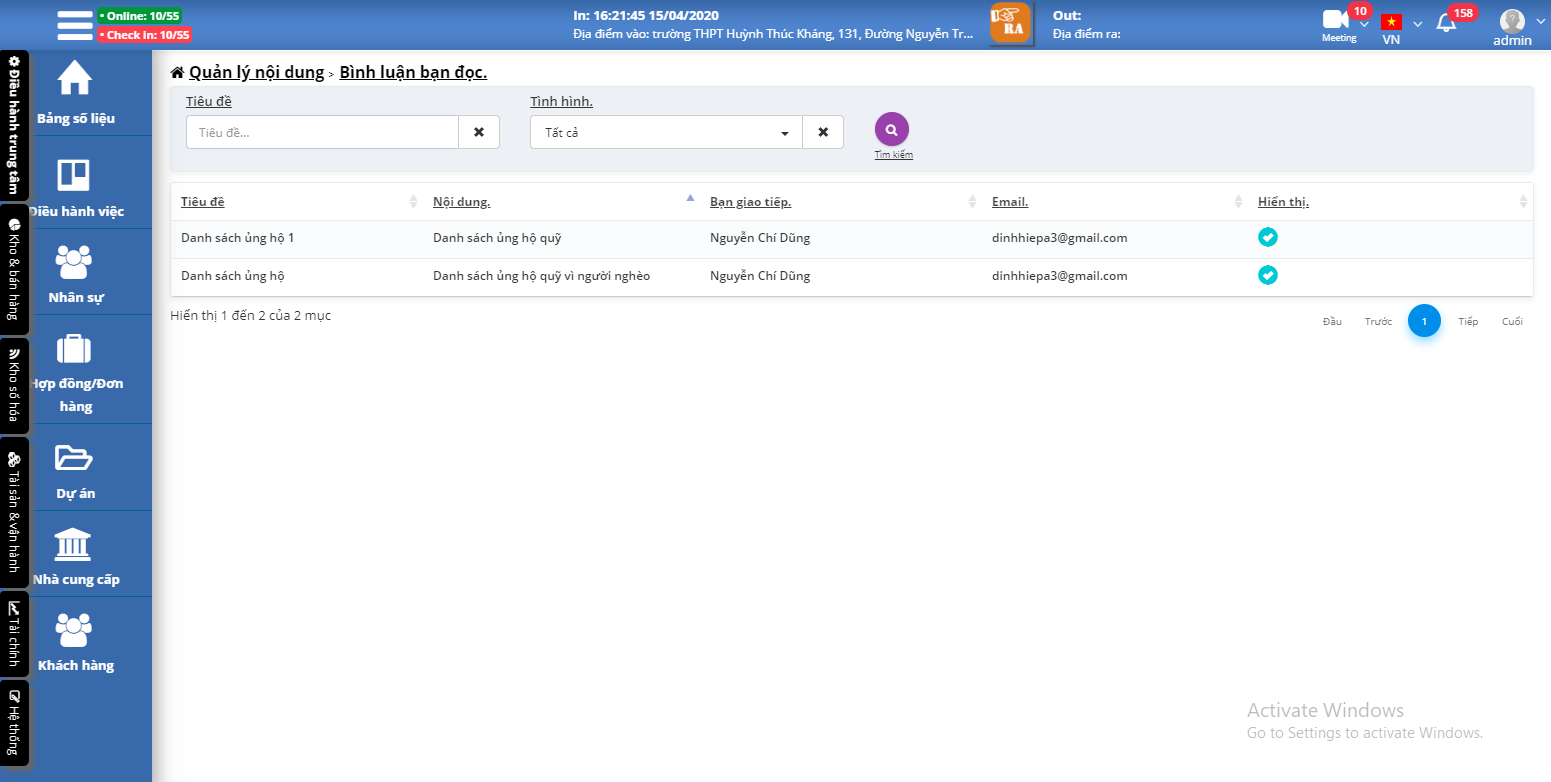 • Online: 10/55
• Check In: 10/55
In: 16:21:45 15/04/2020
Địa điểm vào: trường THPT Huỳnh Thúc Kháng, 131, Đường Nguyễn Tr...
RA
Out:
Địa điểm ra:
10
Meeting
VN
158
admin
Điều hành trung tâm
Kho & bán hàng
Kho số hóa
Tài sản & vận hành
Tài chính
Hệ thống
Bảng số liệu
Điều hành việc
Nhân sự
Hợp đồng/Đơn
hàng
Dự án
Nhà cung cấp
Khách hàng
Quản lý nội dung > Bình luận bạn đọc.
Tiêu đề
Tình hình.
Tiêu đề...
Tất cả
Tìm kiếm
Tiêu đề Nội dung. Bạn giao tiếp. Email. Hiển thị.
Danh sách ủng hộ 1 Danh sách ủng hộ quỹ Nguyễn Chí Dũng dinhhiepa3@gmail.com
Danh sách ủng hộ Danh sách ủng hộ quỹ vì người nghèo Nguyễn Chí Dũng dinhhiepa3@gmail.com
Hiển thị 1 đến 2 của 2 mục
Đầu Trước 1 Tiếp Cuối
Activate Windows
Go to Settings to activate Windows.